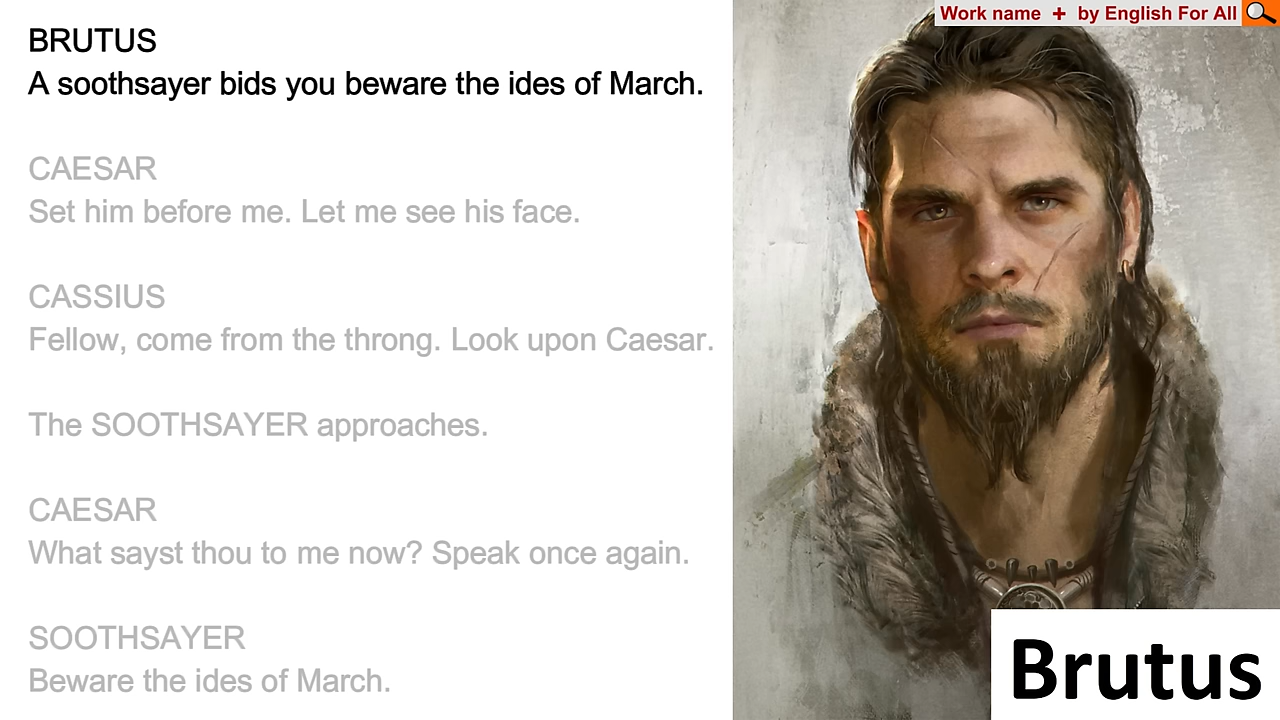 BRUTUS
A soothsayer bids you beware the ides of March.
CAESAR
Set him before me. Let me see his face.
CASSIUS
Fellow, come from the throng. Look upon Caesar.
The SOOTHSAYER approaches.
CAESAR
What sayst thou to me now? Speak once again.
SOOTHSAYER
Beware the ides of March.
Work name + by English For All
Brutus